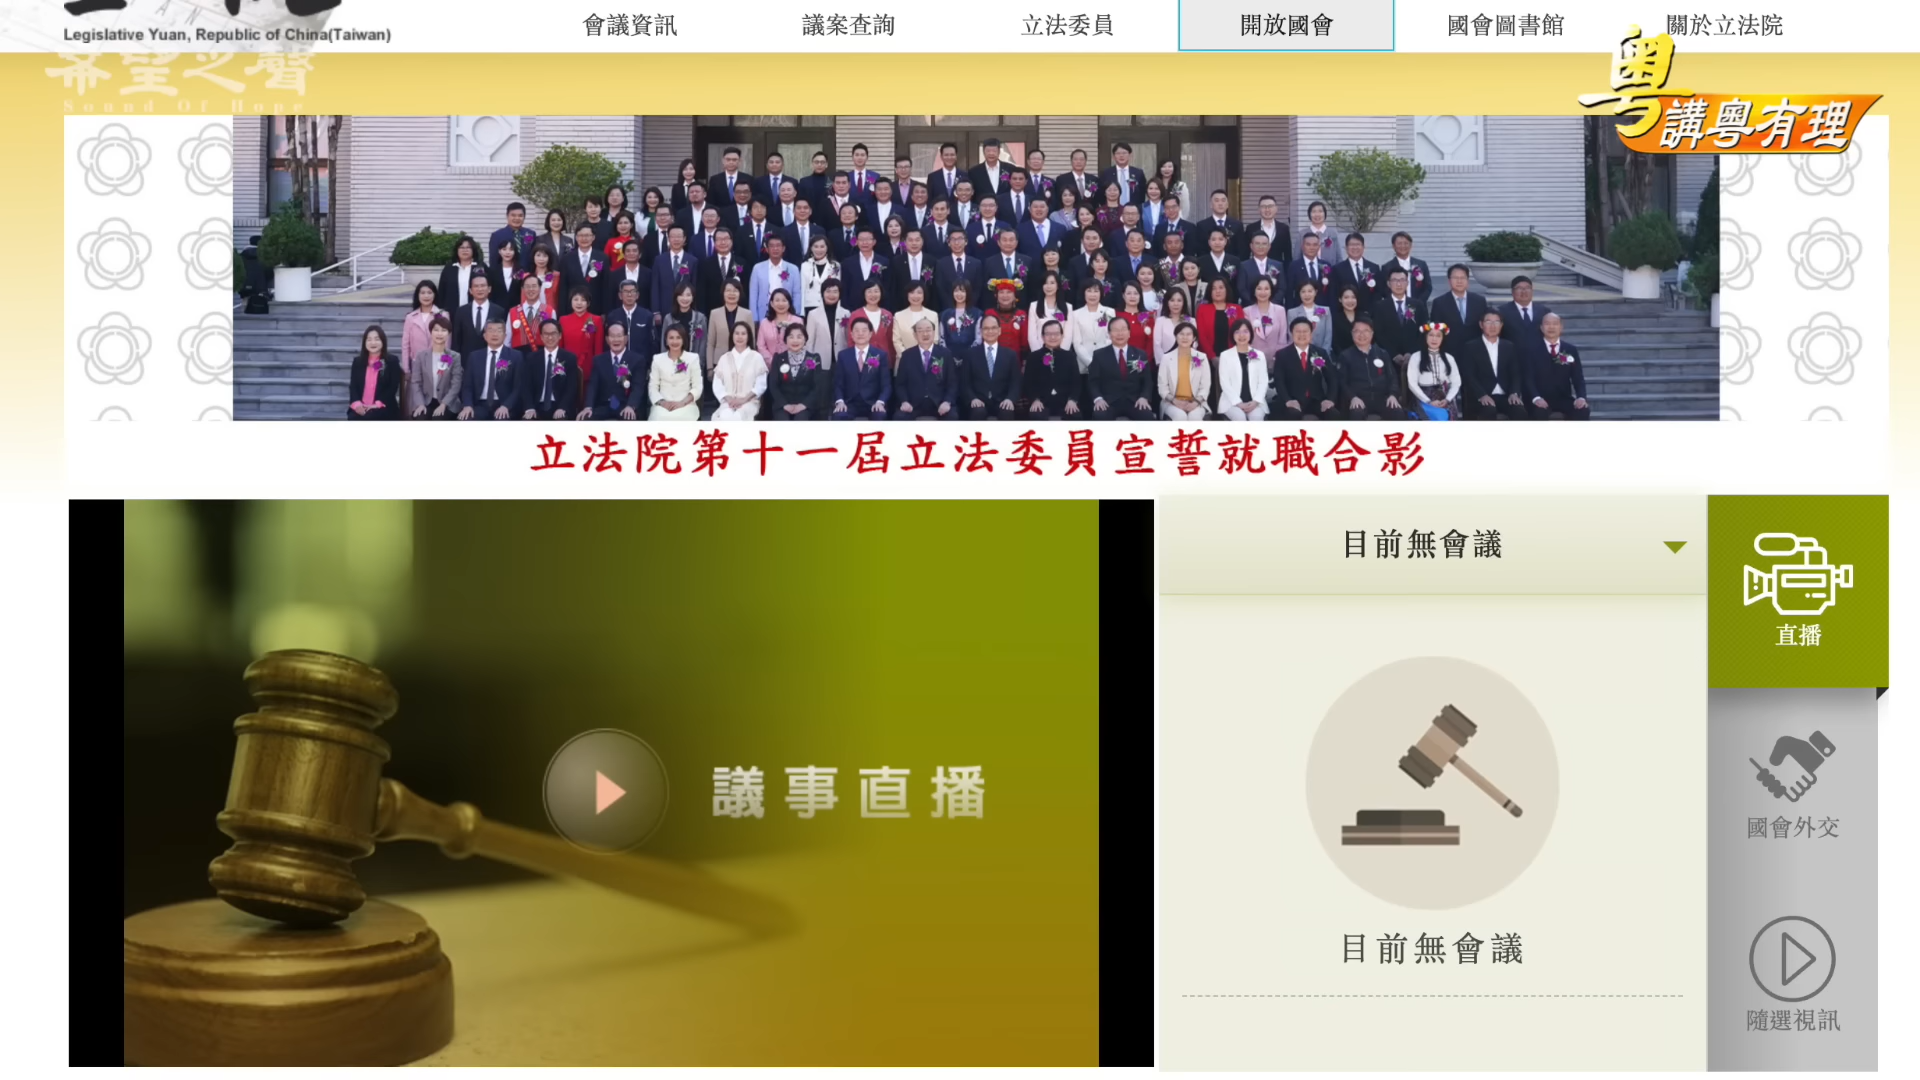 Legislative Yuan, Republic of China(Taiwan)
會議資訊
議案查詢
立法委員
開放國會
國會圖書館
關於立法院
希望之聲
Sound Of Hope
粵講粵有理
立法院第十一屆立法委員宣誓就職合影
議事直播
目前無會議
目前無會議
直播
國會外交
隨選視訊